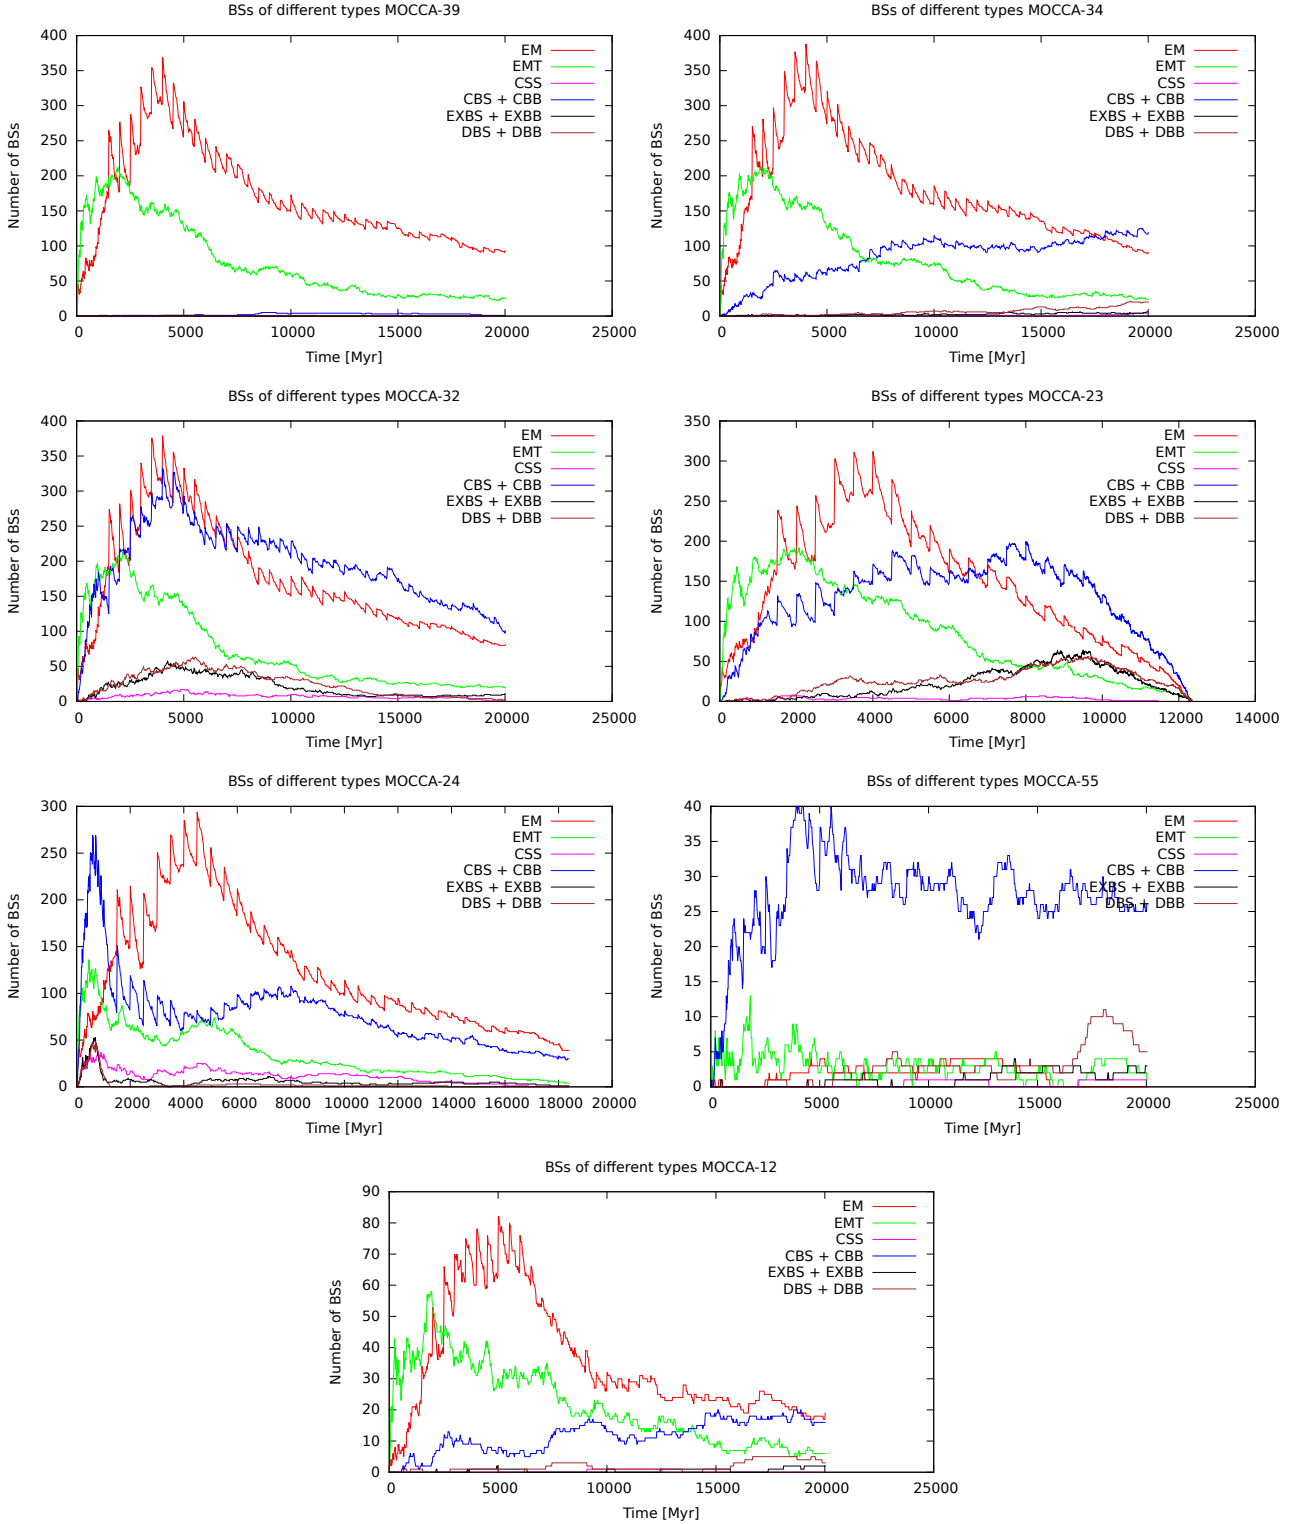 BSs of different types MOCCA-39
Number of BSs
400
350
300
250
200
150
100
50
0
EM
EMT
CSS
CBS + CBB
EXBS + EXBB
DBS + DBB
0 5000 10000 15000 20000 25000
Time [Myr]
BSs of different types MOCCA-34
Number of BSs
400
350
300
250
200
150
100
50
0
EM
EMT
CSS
CBS + CBB
EXBS + EXBB
DBS + DBB
0 5000 10000 15000 20000 25000
Time [Myr]
BSs of different types MOCCA-32
Number of BSs
400
350
300
250
200
150
100
50
0
EM
EMT
CSS
CBS + CBB
EXBS + EXBB
DBS + DBB
0 5000 10000 15000 20000 25000
Time [Myr]
BSs of different types MOCCA-23
Number of BSs
350
300
250
200
150
100
50
0
EM
EMT
CSS
CBS + CBB
EXBS + EXBB
DBS + DBB
0 2000 4000 6000 8000 10000 12000 14000
Time [Myr]
BSs of different types MOCCA-24
Number of BSs
300
250
200
150
100
50
0
EM
EMT
CSS
CBS + CBB
EXBS + EXBB
DBS + DBB
0 2000 4000 6000 8000 10000 12000 14000 16000 18000 20000
Time [Myr]
BSs of different types MOCCA-55
Number of BSs
40
35
30
25
20
15
10
5
0
EM
EMT
CSS
CBS + CBB
EXBS + EXBB
DBS + DBB
0 5000 10000 15000 20000 25000
Time [Myr]
BSs of different types MOCCA-12
Number of BSs
90
80
70
60
50
40
30
20
10
0
EM
EMT
CSS
CBS + CBB
EXBS + EXBB
DBS + DBB
0 5000 10000 15000 20000 25000
Time [Myr]